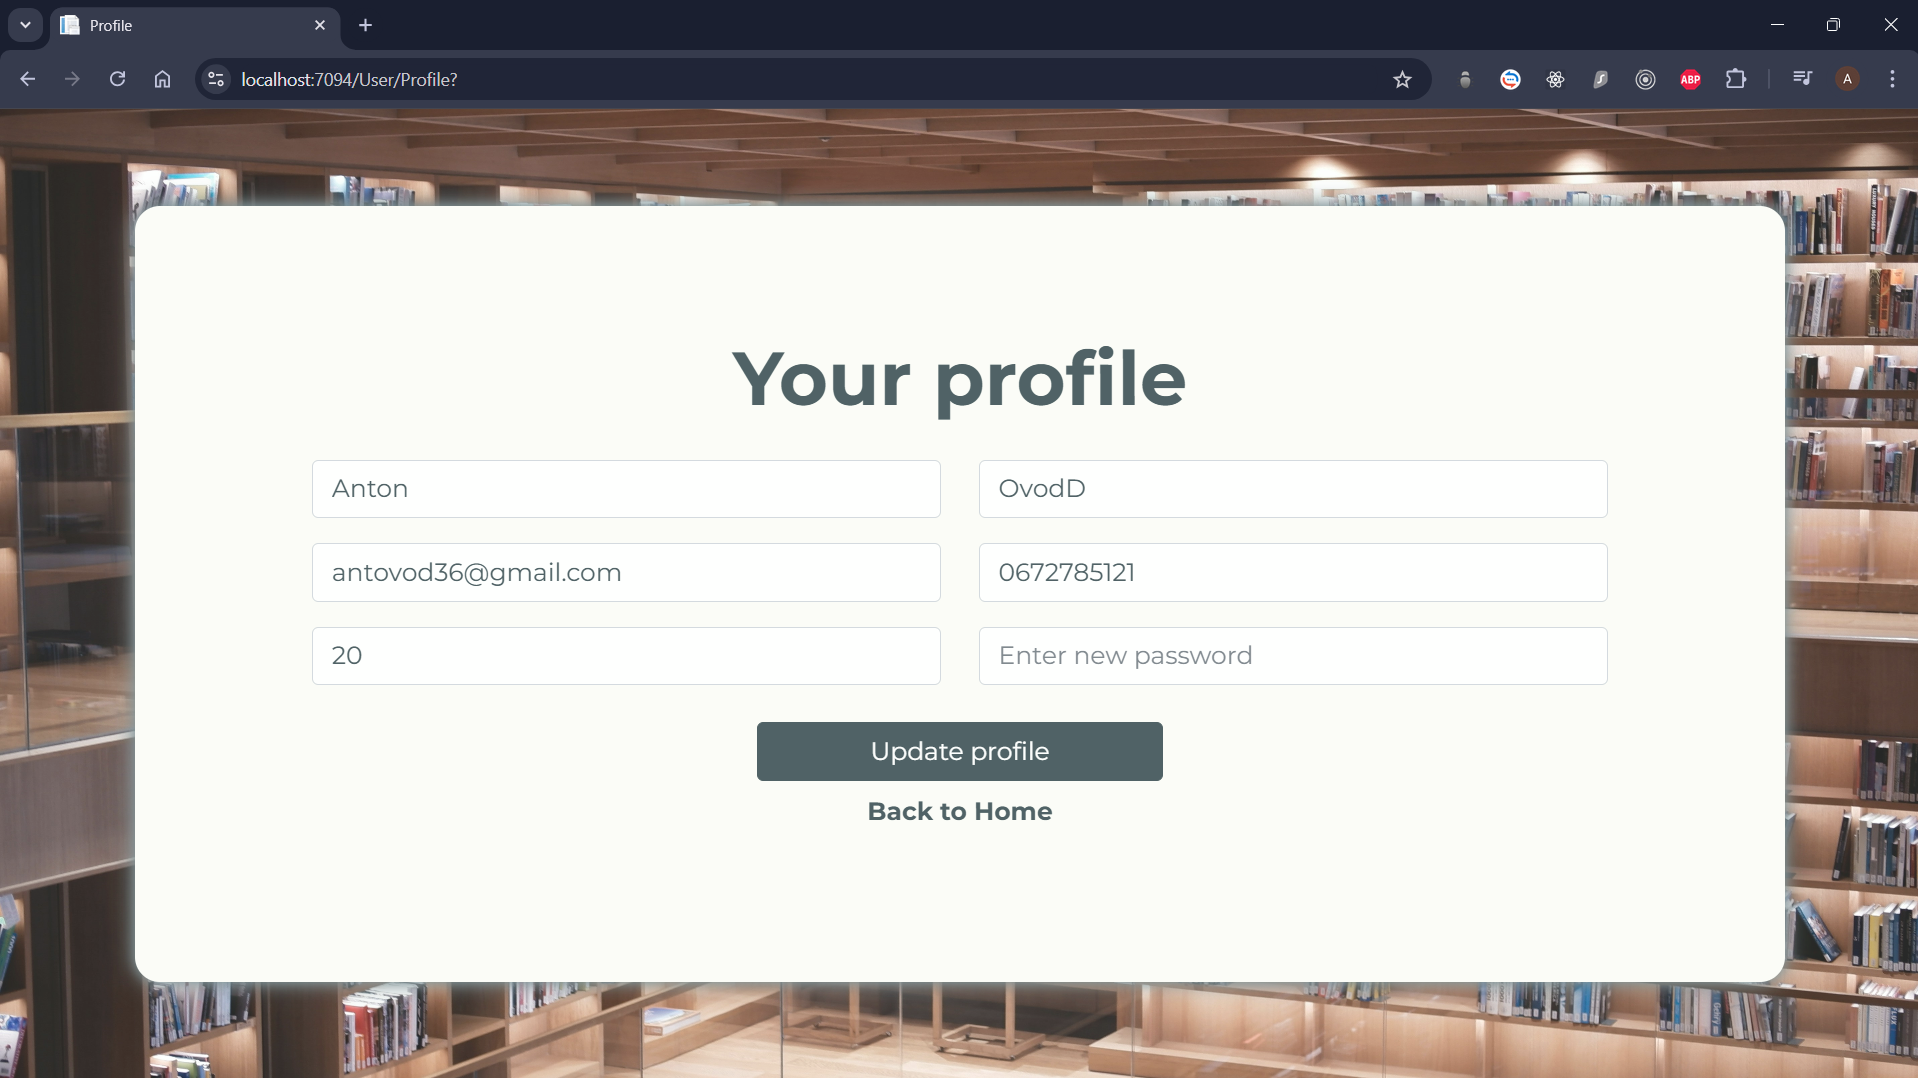 Profile
localhost:7094/User/Profile?
ABP
A
Your profile
Anton
OvodD
antovod36@gmail.com
0672785121
20
Enter new password
Update profile
Back to Home